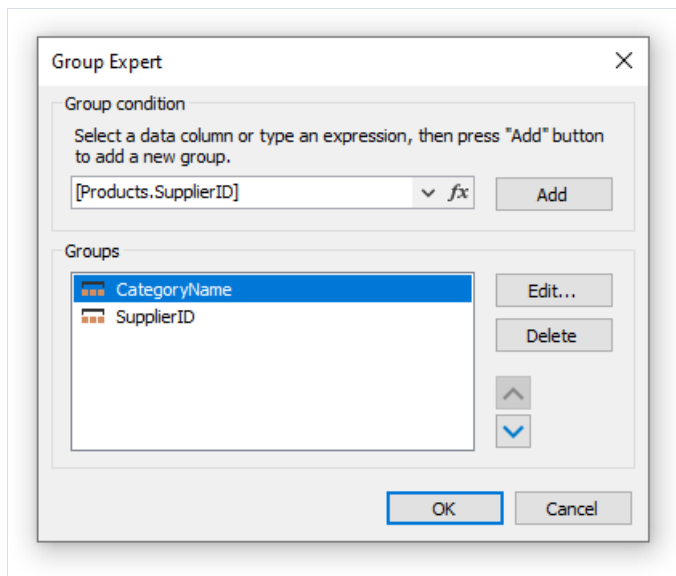 Group Expert
Group condition
Select a data column or type an expression, then press "Add" button
to add a new group.
[Products.SupplierID]
fx
Add
Groups
CategoryName
SupplierID
Edit...
Delete
OK
Cancel